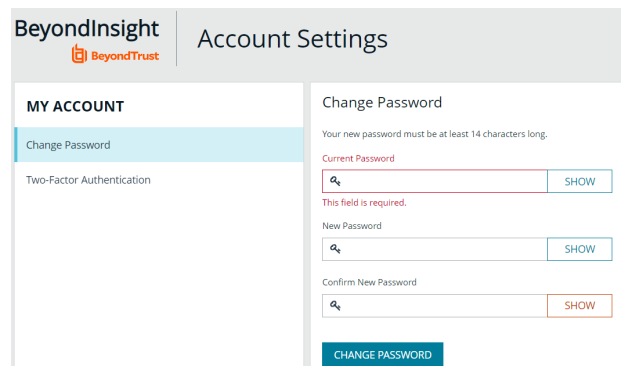 BeyondInsight
BeyondTrust
Account Settings
MY ACCOUNT
Change Password
Two-Factor Authentication
Change Password
Your new password must be at least 14 characters long.
Current Password
SHOW
This field is required.
New Password
SHOW
Confirm New Password
SHOW
CHANGE PASSWORD